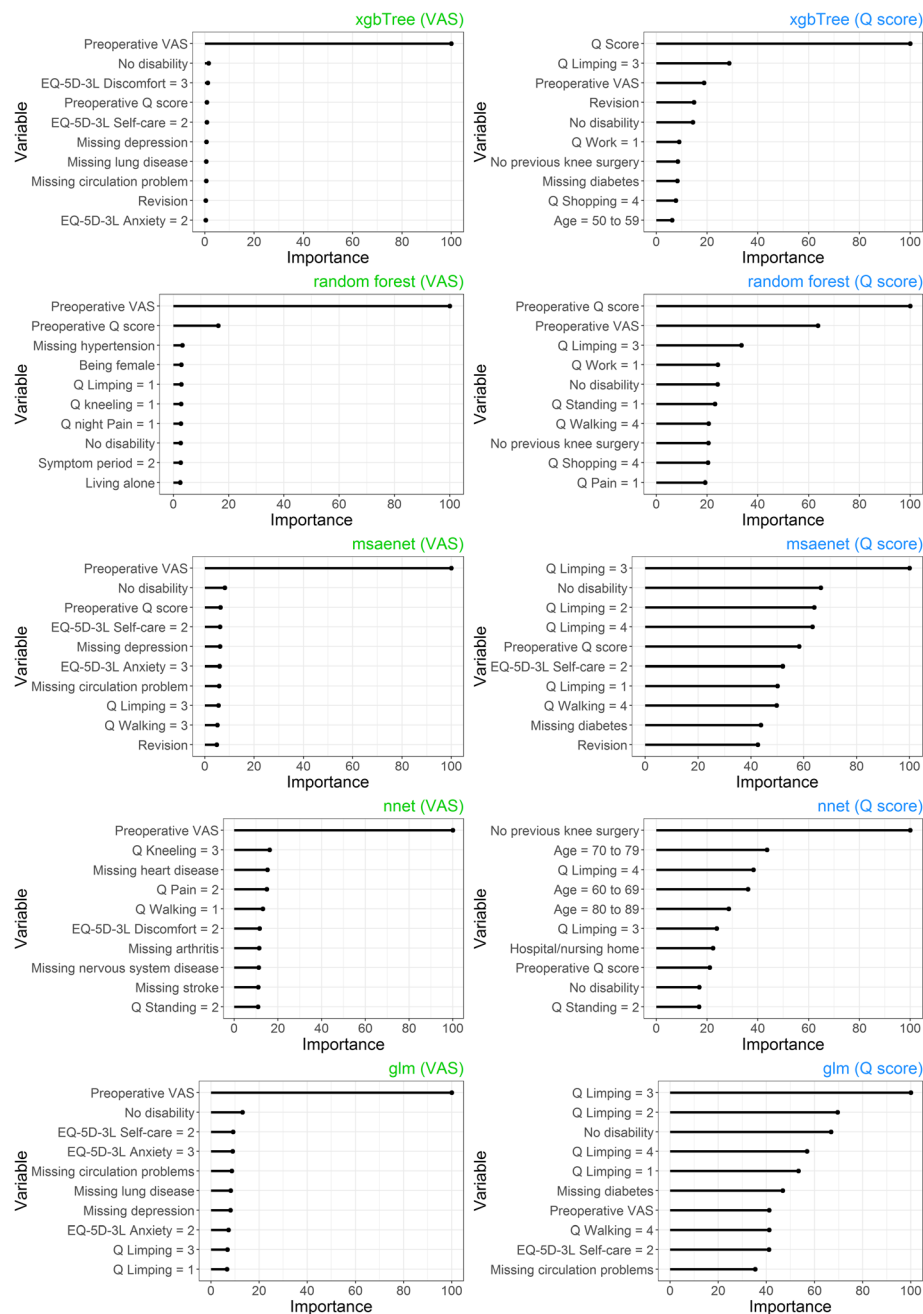 xgbTree (VAS)
Variable
Preoperative VAS
No disability
EQ-5D-3L Discomfort = 3
Preoperative Q score
EQ-5D-3L Self-care = 2
Missing depression
Missing lung disease
Missing circulation problem
Revision
EQ-5D-3L Anxiety = 2
0 20 40 60 80 100
Importance
xgbTree (Q score)
Variable
Q Score
Q Limping = 3
Preoperative VAS
Revision
No disability
Q Work = 1
No previous knee surgery
Missing diabetes
Q Shopping = 4
Age = 50 to 59
0 20 40 60 80 100
Importance
random forest (VAS)
Variable
Preoperative VAS
Preoperative Q score
Missing hypertension
Being female
Q Limping = 1
Q kneeling = 1
Q night Pain = 1
No disability
Symptom period = 2
Living alone
0 20 40 60 80 100
Importance
random forest (Q score)
Variable
Preoperative Q score
Preoperative VAS
Q Limping = 3
Q Work = 1
No disability
Q Standing = 1
Q Walking = 4
No previous knee surgery
Q Shopping = 4
Q Pain = 1
0 20 40 60 80 100
Importance
msaenet (VAS)
Variable
Preoperative VAS
No disability
Preoperative Q score
EQ-5D-3L Self-care = 2
Missing depression
EQ-5D-3L Anxiety = 3
Missing circulation problem
Q Limping = 3
Q Walking = 3
Revision
0 20 40 60 80 100
Importance
msaenet (Q score)
Variable
Q Limping = 3
No disability
Q Limping = 2
Q Limping = 4
Preoperative Q score
EQ-5D-3L Self-care = 2
Q Limping = 1
Q Walking = 4
Missing diabetes
Revision
0 20 40 60 80 100
Importance
nnet (VAS)
Variable
Preoperative VAS
Q Kneeling = 3
Missing heart disease
Q Pain = 2
Q Walking = 1
EQ-5D-3L Discomfort = 2
Missing arthritis
Missing nervous system disease
Missing stroke
Q Standing = 2
0 20 40 60 80 100
Importance
nnet (Q score)
Variable
No previous knee surgery
Age = 70 to 79
Q Limping = 4
Age = 60 to 69
Age = 80 to 89
Q Limping = 3
Hospital/nursing home
Preoperative Q score
No disability
Q Standing = 2
0 20 40 60 80 100
Importance
glm (VAS)
Variable
Preoperative VAS
No disability
EQ-5D-3L Self-care = 2
EQ-5D-3L Anxiety = 3
Missing circulation problems
Missing lung disease
Missing depression
EQ-5D-3L Anxiety = 2
Q Limping = 3
Q Limping = 1
0 20 40 60 80 100
Importance
glm (Q score)
Variable
Q Limping = 3
Q Limping = 2
No disability
Q Limping = 4
Q Limping = 1
Missing diabetes
Preoperative VAS
Q Walking = 4
EQ-5D-3L Self-care = 2
Missing circulation problems
0 20 40 60 80 100
Importance